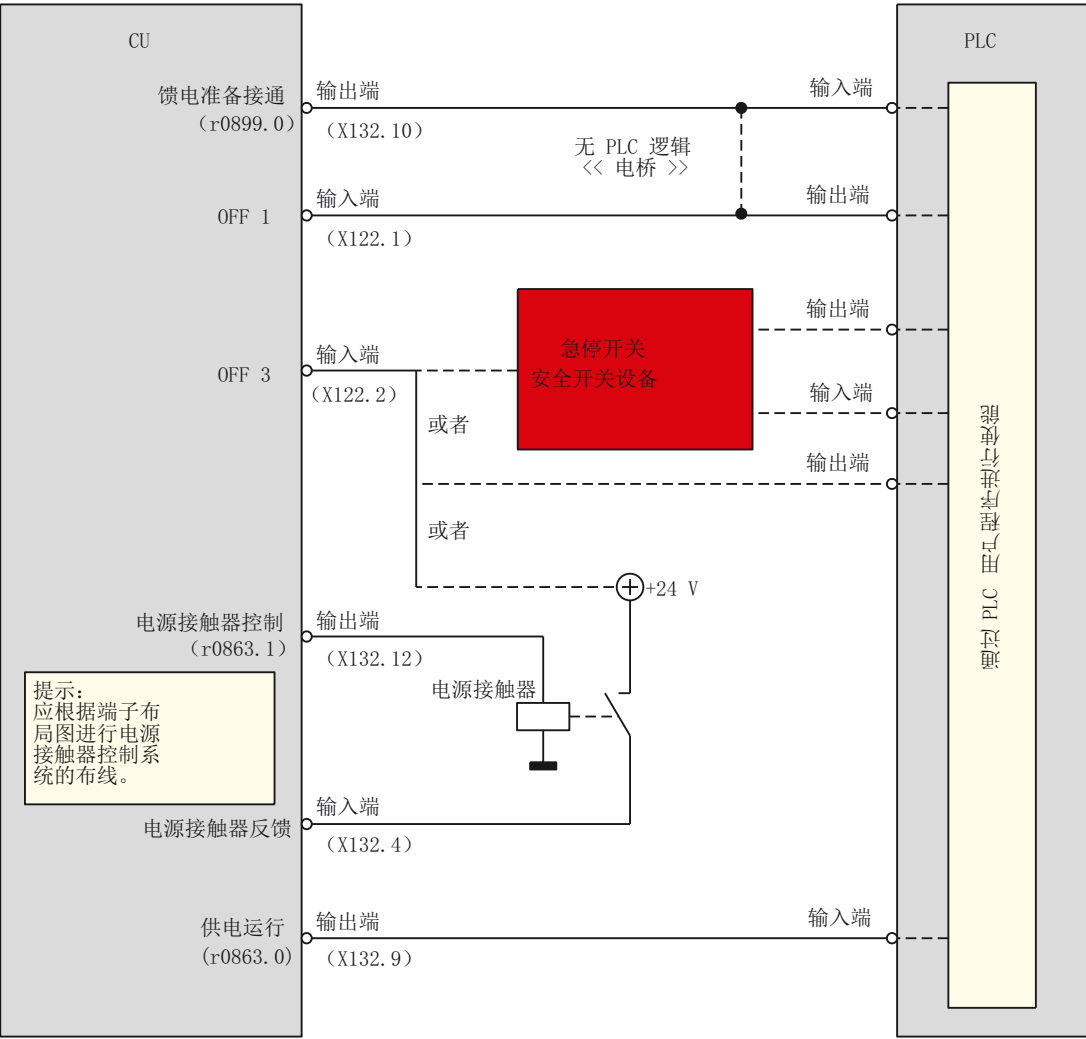 CU
PLC
馈电准备接通
(r0899.0)
输出端
(X132.10)
输入端
无 PLC 逻辑
<< 电桥 >>
OFF 1
输入端
(X122.1)
输出端
输出端
急停开关
安全开关设备
OFF 3
输入端
(X122.2)
输入端
或者
输出端
或者
+24 V
通过 PLC 用户程序进行使能
电源接触器控制
(r0863.1)
输出端
(X132.12)
电源接触器
提示:
应根据端子布
局图进行电源
接触器控制系
统的布线。
电源接触器反馈
输入端
(X132.4)
供电运行
(r0863.0)
输出端
(X132.9)
输入端